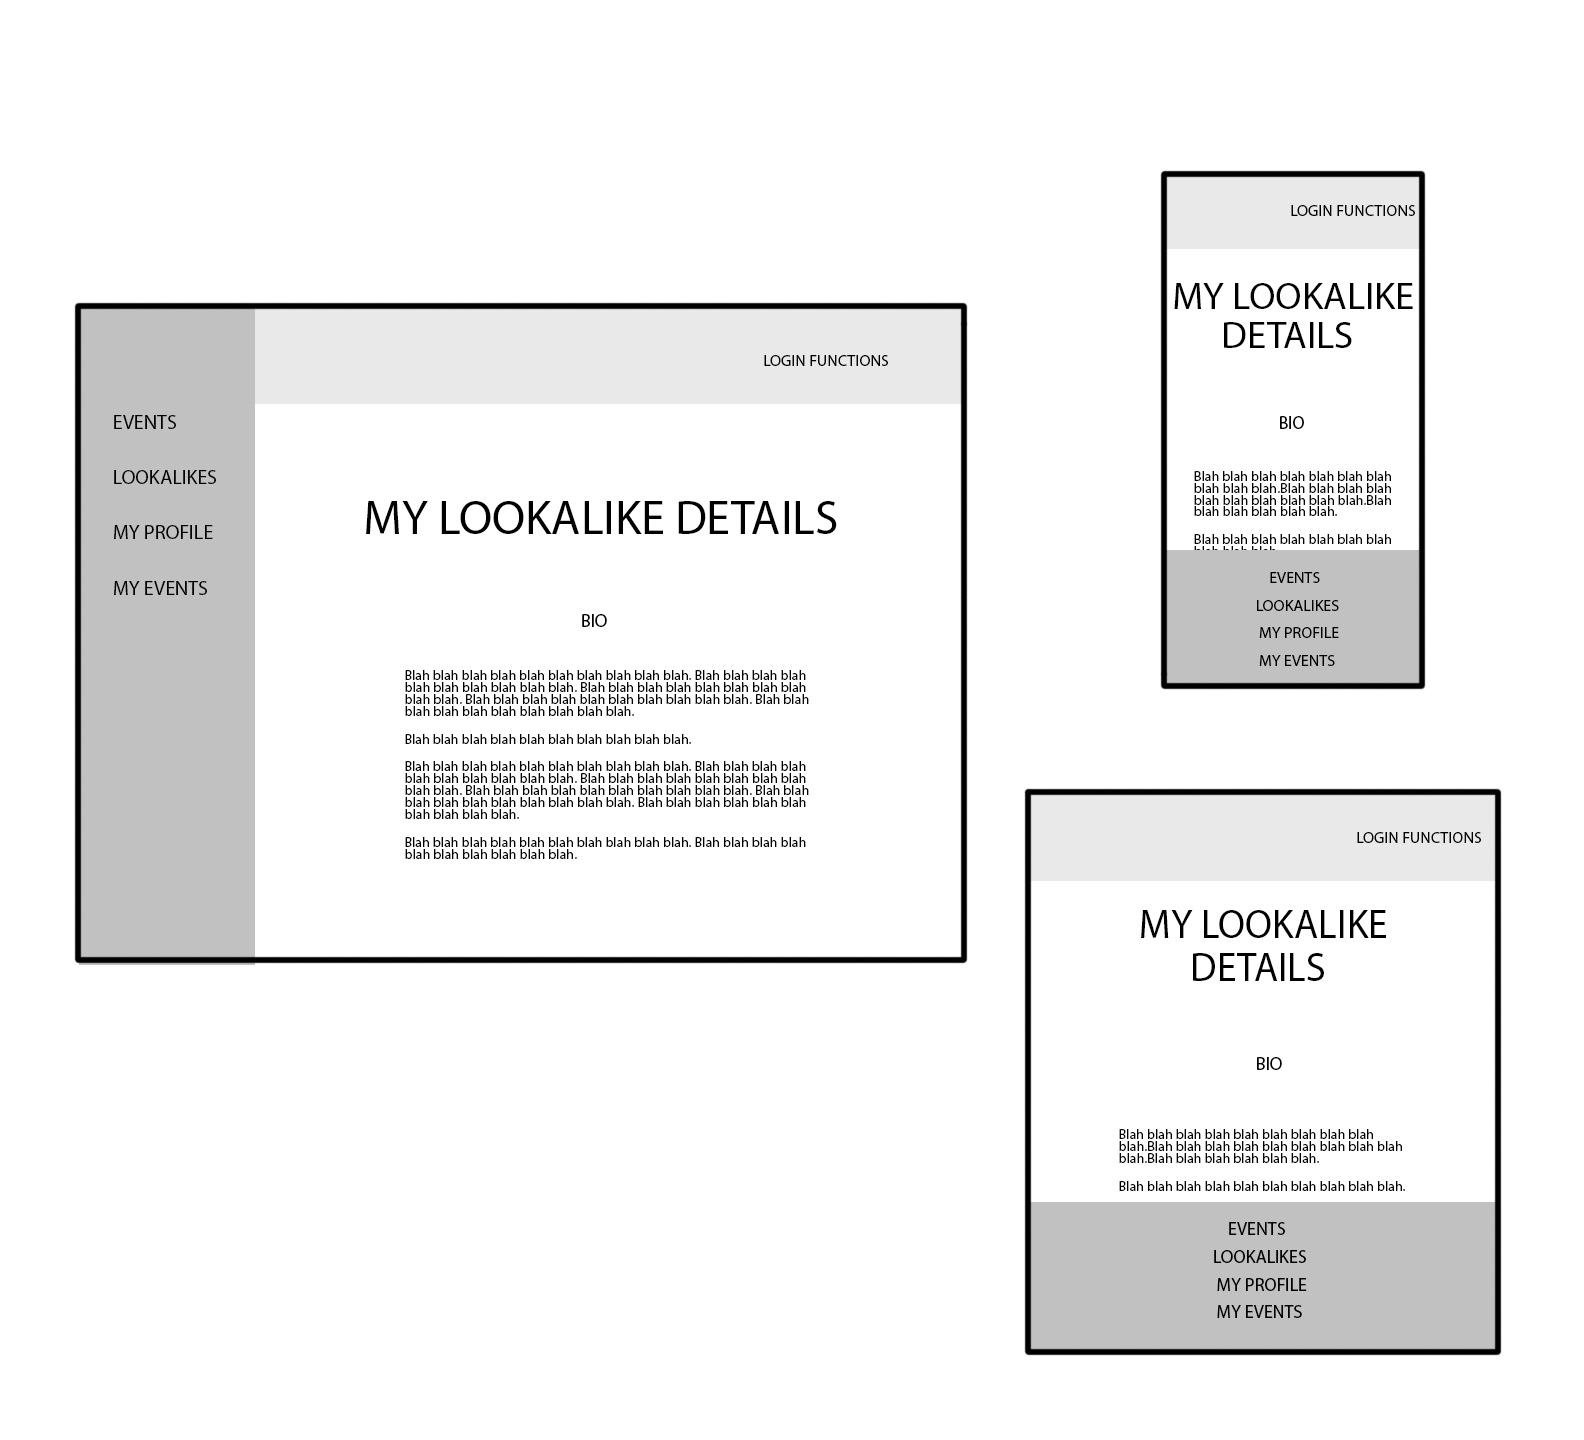 EVENTS
LOOKALIKES
MY PROFILE
MY EVENTS
LOGIN FUNCTIONS
MY LOOKALIKE DETAILS
BIO
Blah blah blah blah blah blah blah blah blah blah. Blah blah blah blah
blah blah blah blah blah blah. Blah blah blah blah blah blah blah blah
blah blah. Blah blah blah blah blah blah blah blah blah blah. Blah blah
blah blah blah blah blah blah blah blah.
Blah blah blah blah blah blah blah blah blah blah.
Blah blah blah blah blah blah blah blah blah blah. Blah blah blah blah
blah blah blah blah blah blah. Blah blah blah blah blah blah blah blah
blah blah. Blah blah blah blah blah blah blah blah blah blah. Blah blah
blah blah blah blah blah blah blah blah. Blah blah blah blah blah blah
blah blah blah blah.
Blah blah blah blah blah blah blah blah blah blah. Blah blah blah blah
blah blah blah blah blah blah.
LOGIN FUNCTIONS
MY LOOKALIKE
DETAILS
BIO
Blah blah blah blah blah blah blah
blah blah blah.Blah blah blah blah
blah blah blah blah blah blah.Blah
blah blah blah blah blah.
Blah blah blah blah blah blah blah
blah blah blah
EVENTS
LOOKALIKES
MY PROFILE
MY EVENTS
LOGIN FUNCTIONS
MY LOOKALIKE
DETAILS
BIO
Blah blah blah blah blah blah blah blah blah
blah.Blah blah blah blah blah blah blah blah blah
blah.Blah blah blah blah blah blah.
Blah blah blah blah blah blah blah blah blah blah.
EVENTS
LOOKALIKES
MY PROFILE
MY EVENTS